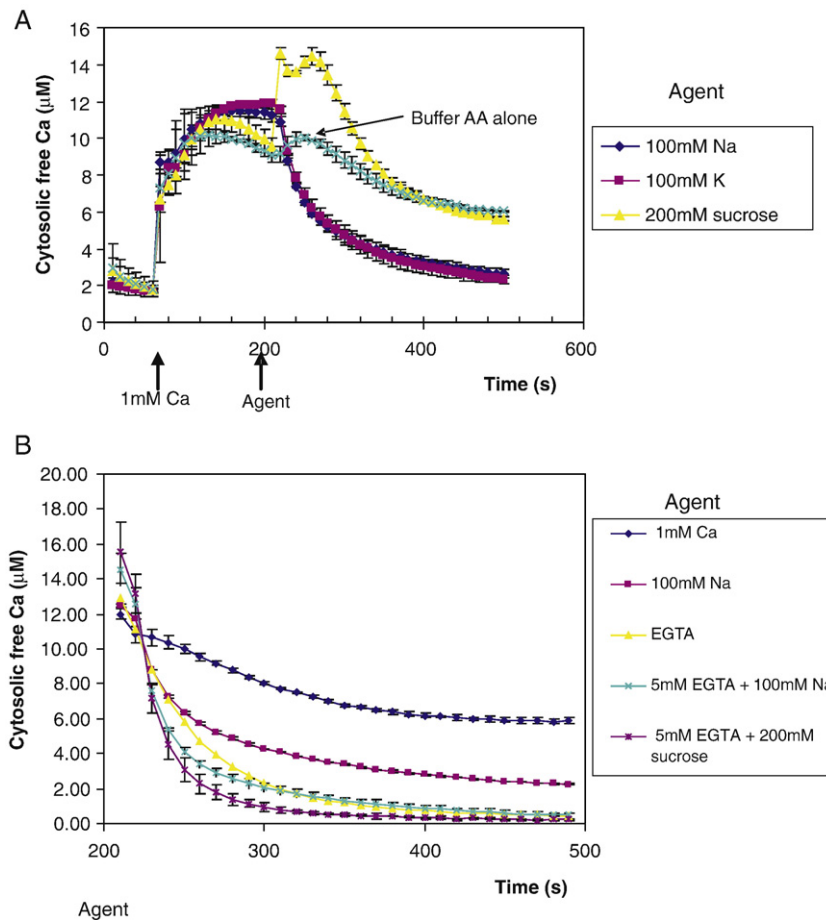 A
Cytosolic free Ca (μM)
16
14
12
10
8
6
4
2
0
0
200
400
600
Time (s)
1mM Ca
Agent
Buffer AA alone
Agent
100mM Na
100mM K
200mM sucrose
B
Cytosolic free Ca (μM)
20.00
18.00
16.00
14.00
12.00
10.00
8.00
6.00
4.00
2.00
0.00
200
300
400
500
Time (s)
Agent
Agent
1mM Ca
100mM Na
EGTA
5mM EGTA + 100mM Na
5mM EGTA + 200mM
sucrose